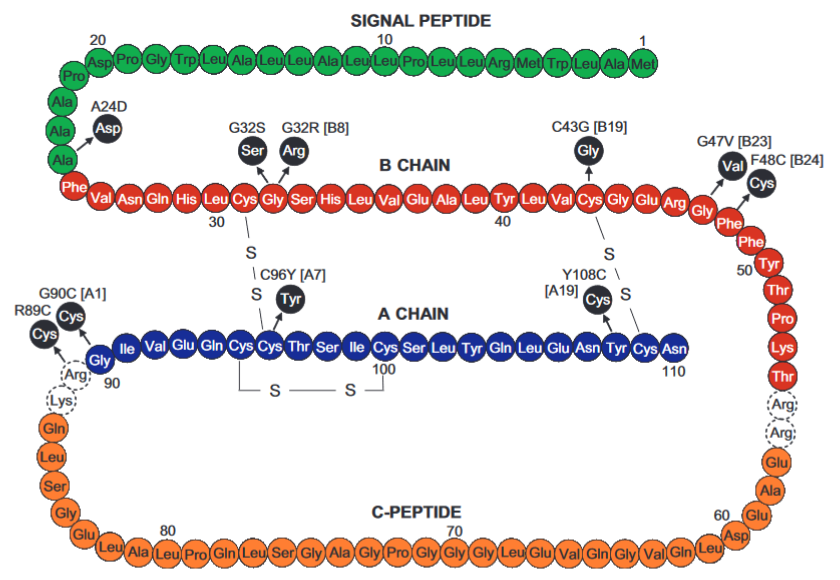 SIGNAL PEPTIDE
20 10 1
Asp Pro Gly Trp Leu Ala Leu Leu Ala Leu Leu Pro Leu Leu Arg Met Trp Leu Ala Met
Pro
Ala
Ala
Ala
A24D
Asp
G32S G32R [B8] C43G [B19] G47V [B23]
Ser Arg Gly Val
F48C [B24]
Cys
B CHAIN
Phe Val Asn Gln His Leu Cys Gly Ser His Leu Val Glu Ala Leu Tyr Leu Val Cys Gly Glu Arg Gly Phe Phe Tyr Thr Pro Lys Thr
30 40 50
S S
S S
C96Y [A7] Y108C
[A19]
Tyr Cys
G90C [A1]
R89C Cys
Cys
A CHAIN
Gly Ile Val Glu Gln Cys Cys Thr Ser Ile Cys Ser Leu Tyr Gln Leu Glu Asn Tyr Cys Asn
90 100 110
S S
Arg
Lys
Arg
Arg
Gln
Leu
Ser
Gly
C-PEPTIDE
80 70 60
Glu Leu Ala Leu Pro Gln Leu Ser Gly Ala Gly Pro Gly Gly Gly Leu Glu Val Gln Gly Val Gln Leu Asp Glu Ala Glu